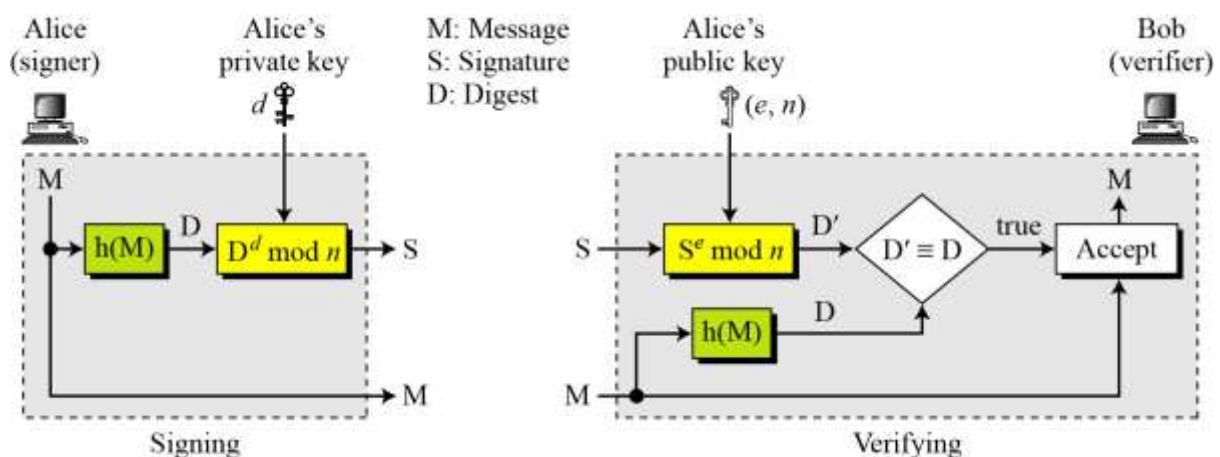 Alice
(signer)
Alice's
private key
d
M: Message
S: Signature
D: Digest
Alice's
public key
(e, n)
Bob
(verifier)
M
h(M)
D
D^d mod n
S
M
Signing
S
S^e mod n
D′
D′ ≡ D
true
M
Accept
h(M)
D
M
Verifying